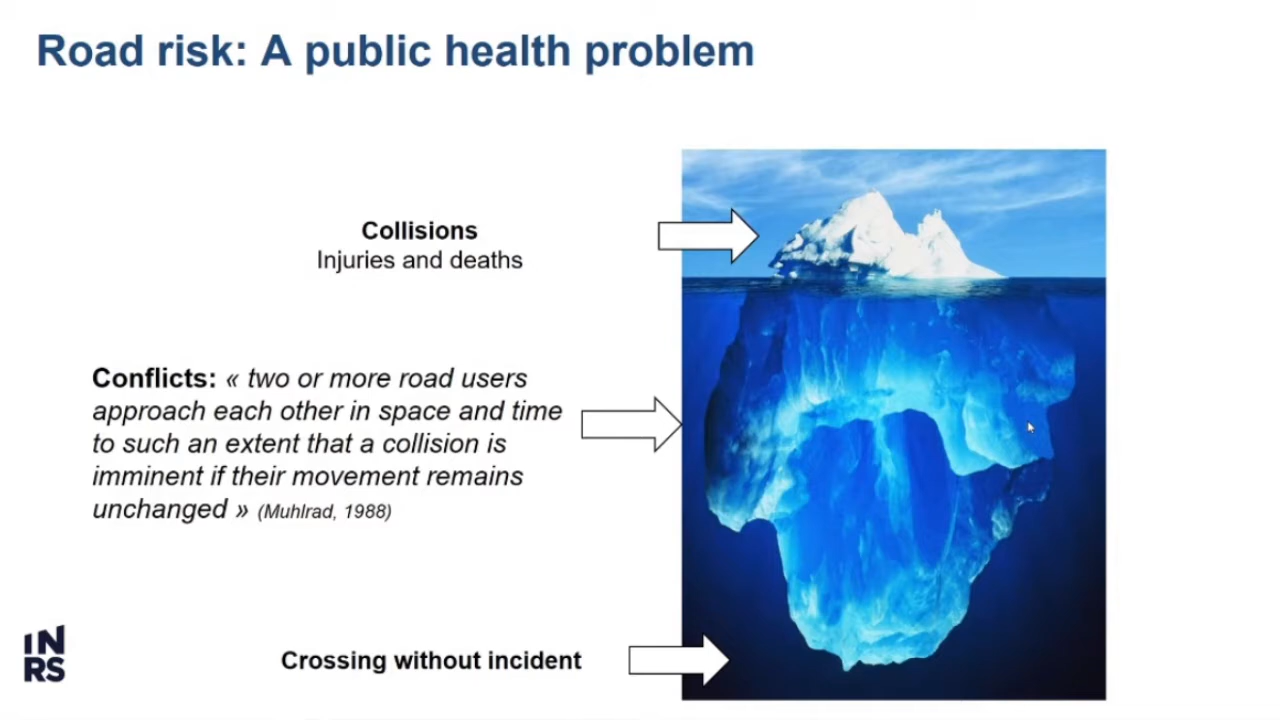 Road risk: A public health problem
Collisions
Injuries and deaths
Conflicts: « two or more road users
approach each other in space and time
to such an extent that a collision is
imminent if their movement remains
unchanged » (Muhlrad, 1988)
Crossing without incident
IN
RS